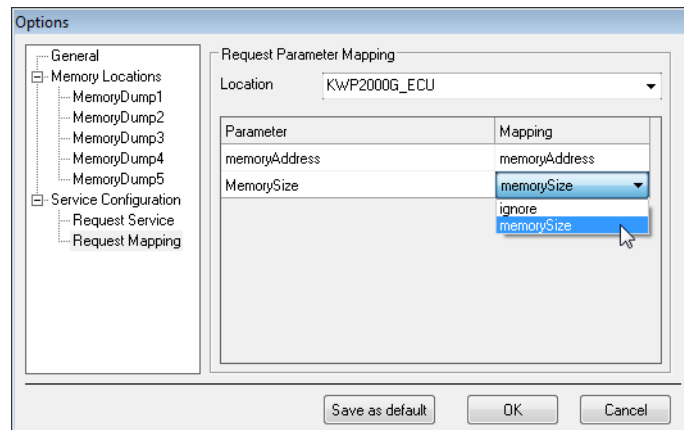 Options
General
Memory Locations
MemoryDump1
MemoryDump2
MemoryDump3
MemoryDump4
MemoryDump5
Service Configuration
Request Service
Request Mapping
Request Parameter Mapping
Location KWP2000G_ECU
Parameter Mapping
memoryAddress memoryAddress
MemorySize memorySize
ignore
memorySize
Save as default OK Cancel